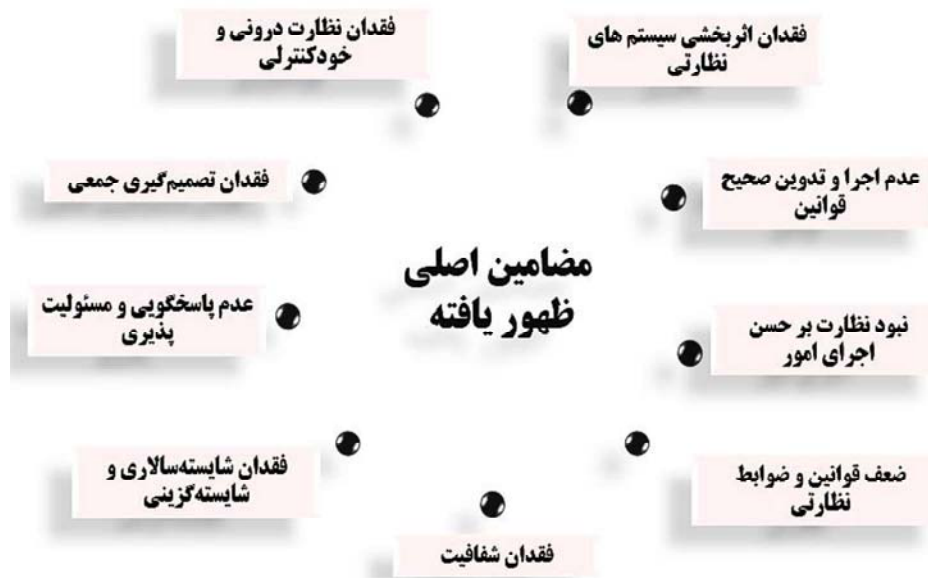 فقدان اثربخشی سیستم های
نظارتی
عدم اجرا و تدوین صحیح
قوانین
نبود نظارت بر حسن
اجرای امور
ضعف قوانین و ضوابط
نظارتی
فقدان شفافیت
فقدان شایسته‌سالاری و
شایسته‌گزینی
عدم پاسخگویی و مسئولیت
پذیری
فقدان تصمیم‌گیری جمعی
فقدان نظارت درونی و
خودکنترلی
مضامین اصلی
ظهور یافته